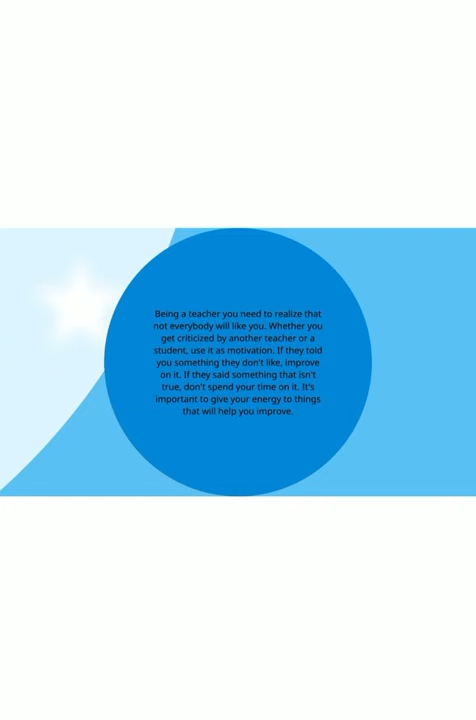 Being a teacher you need to realize that
not everybody will like you. Whether you
get criticized by another teacher or a
student, use it as motivation. If they told
you something they don't like, improve
on it. If they said something that isn't
true, don't spend your time on it. It's
important to give your energy to things
that will help you improve.